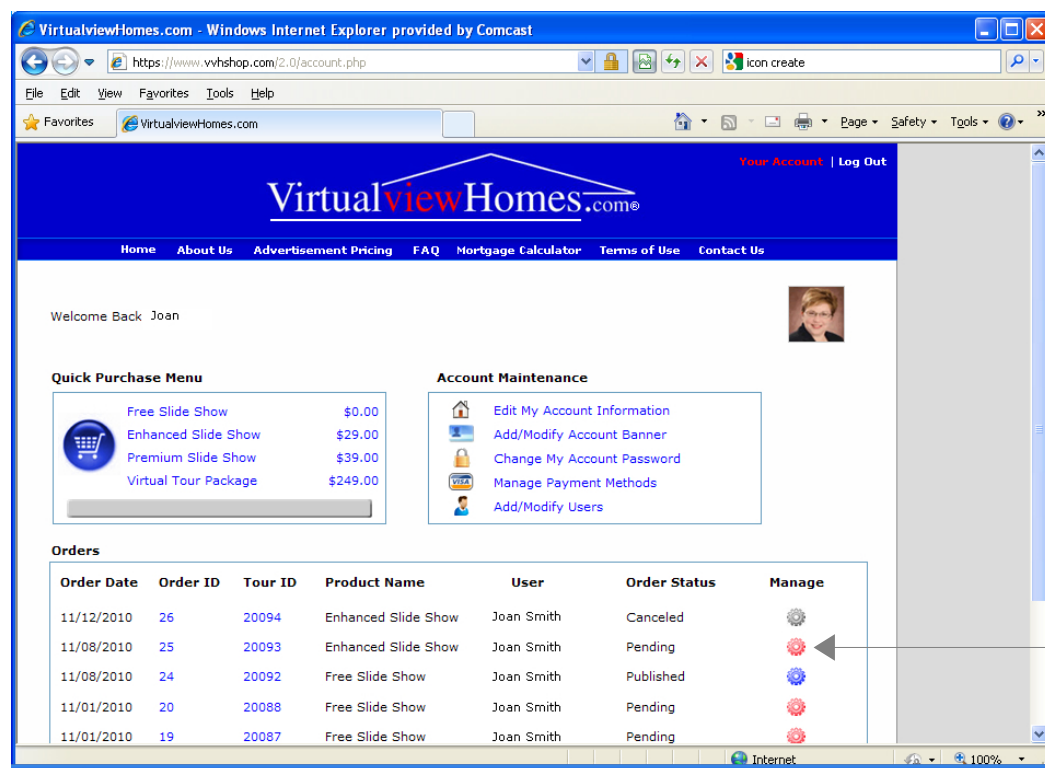 VirtualviewHomes.com - Windows Internet Explorer provided by Comcast
https://www.vvhshop.com/2.0/account.php icon create
File Edit View Favorites Tools Help
Favorites VirtualviewHomes.com Page Safety Tools »
Your Account | Log Out
VirtualviewHomes.com®
Home About Us Advertisement Pricing FAQ Mortgage Calculator Terms of Use Contact Us
Welcome Back Joan
Quick Purchase Menu Account Maintenance
Free Slide Show $0.00 Edit My Account Information
Enhanced Slide Show $29.00 Add/Modify Account Banner
Premium Slide Show $39.00 Change My Account Password
Virtual Tour Package $249.00 VISA Manage Payment Methods
Add/Modify Users
Orders
Order Date Order ID Tour ID Product Name User Order Status Manage
11/12/2010 26 20094 Enhanced Slide Show Joan Smith Canceled
11/08/2010 25 20093 Enhanced Slide Show Joan Smith Pending
11/08/2010 24 20092 Free Slide Show Joan Smith Published
11/01/2010 20 20088 Free Slide Show Joan Smith Pending
11/01/2010 19 20087 Free Slide Show Joan Smith Pending
Internet 100%